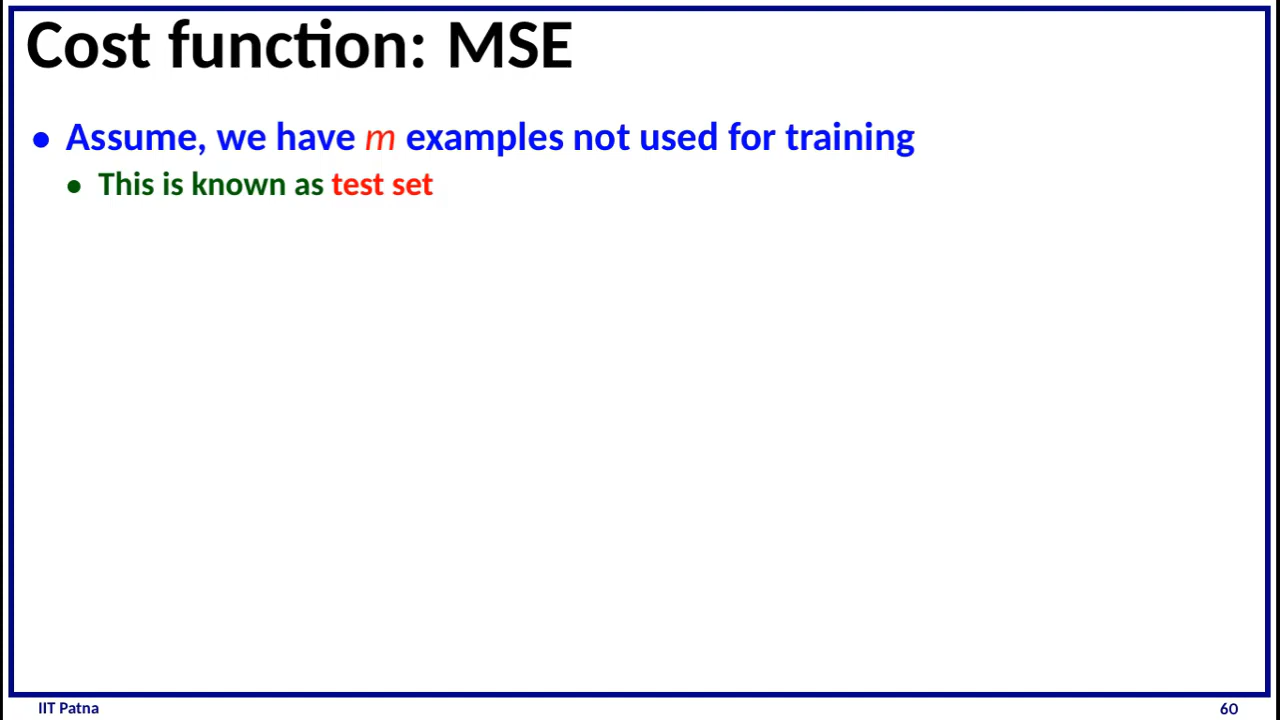 Cost function: MSE
• Assume, we have m examples not used for training
• This is known as test set
IIT Patna
60